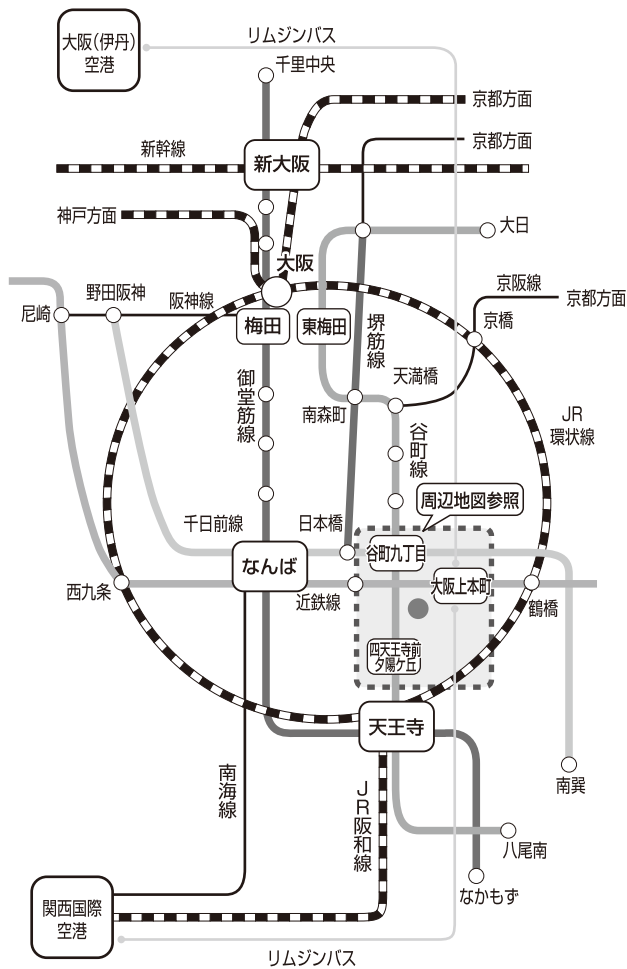 リムジンバス
大阪(伊丹)
空港
千里中央
京都方面
京都方面
新幹線
新大阪
神戸方面
大日
大阪
京阪線
野田阪神
阪神線
京都方面
尼崎
京橋
梅田
東梅田
堺筋線
天満橋
御堂筋線
南森町
JR
環状線
谷町線
周辺地図参照
千日前線
日本橋
谷町九丁目
なんば
大阪上本町
西九条
近鉄線
鶴橋
四天王寺前
夕陽ケ丘
天王寺
南海線
JR阪和線
南巽
八尾南
なかもず
関西国際
空港
リムジンバス